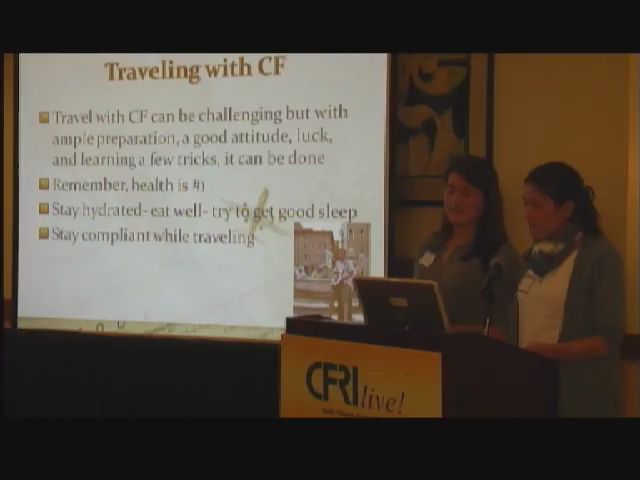 Traveling with CF
Travel with CF can be challenging but with
ample preparation, a good attitude, luck,
and learning a few tricks, it can be done
Remember, health is #1
Stay hydrated- eat well- try to get good sleep
Stay compliant while traveling
CFRI live!